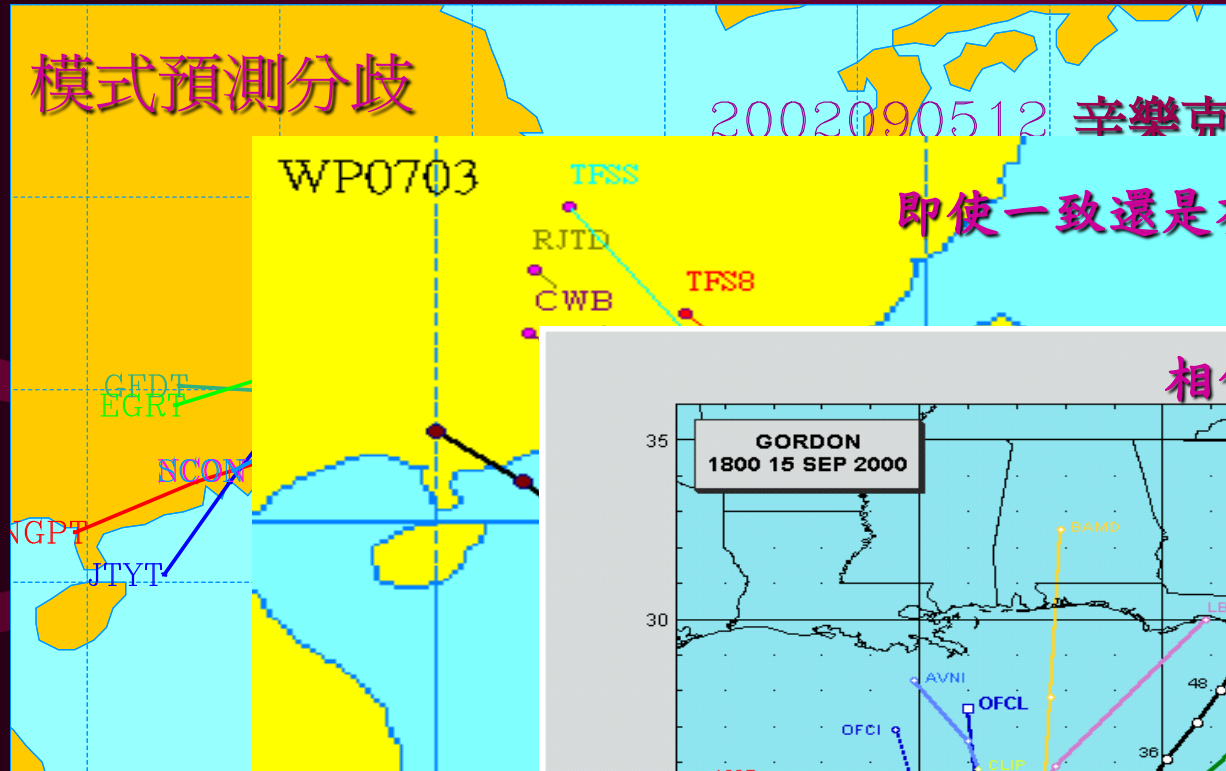 模式預測分歧
2002090512 辛樂克
WP0703
TFSS
即使一致還是
RJTD
TFS8
CWB
GFDT
EGRT
相
35
GORDON
1800 15 SEP 2000
SCON
NGPT
BAMD
JTYT
30
AVNI
48
OFCL
OFCI
36
CLIP